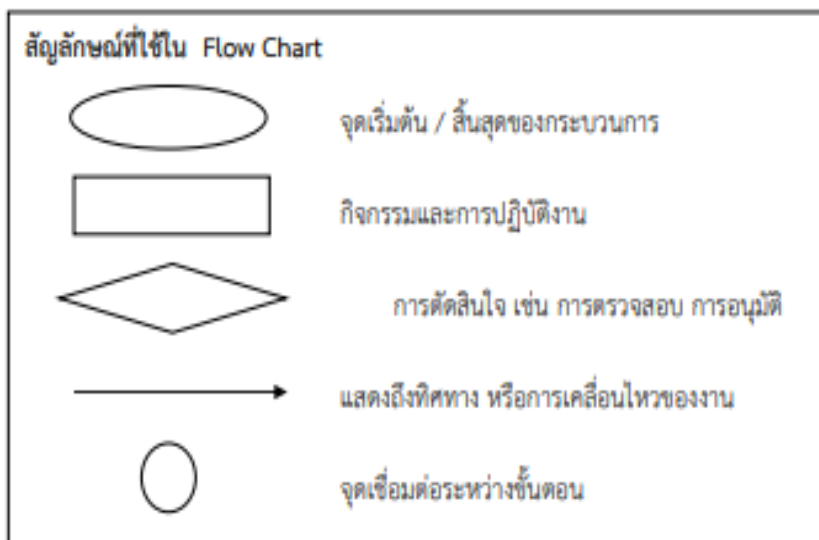 สัญลักษณ์ที่ใช้ใน Flow Chart
จุดเริ่มต้น / สิ้นสุดของกระบวนการ
กิจกรรมและการปฏิบัติงาน
การตัดสินใจ เช่น การตรวจสอบ การอนุมัติ
แสดงถึงทิศทาง หรือการเคลื่อนไหวของงาน
จุดเชื่อมต่อระหว่างขั้นตอน